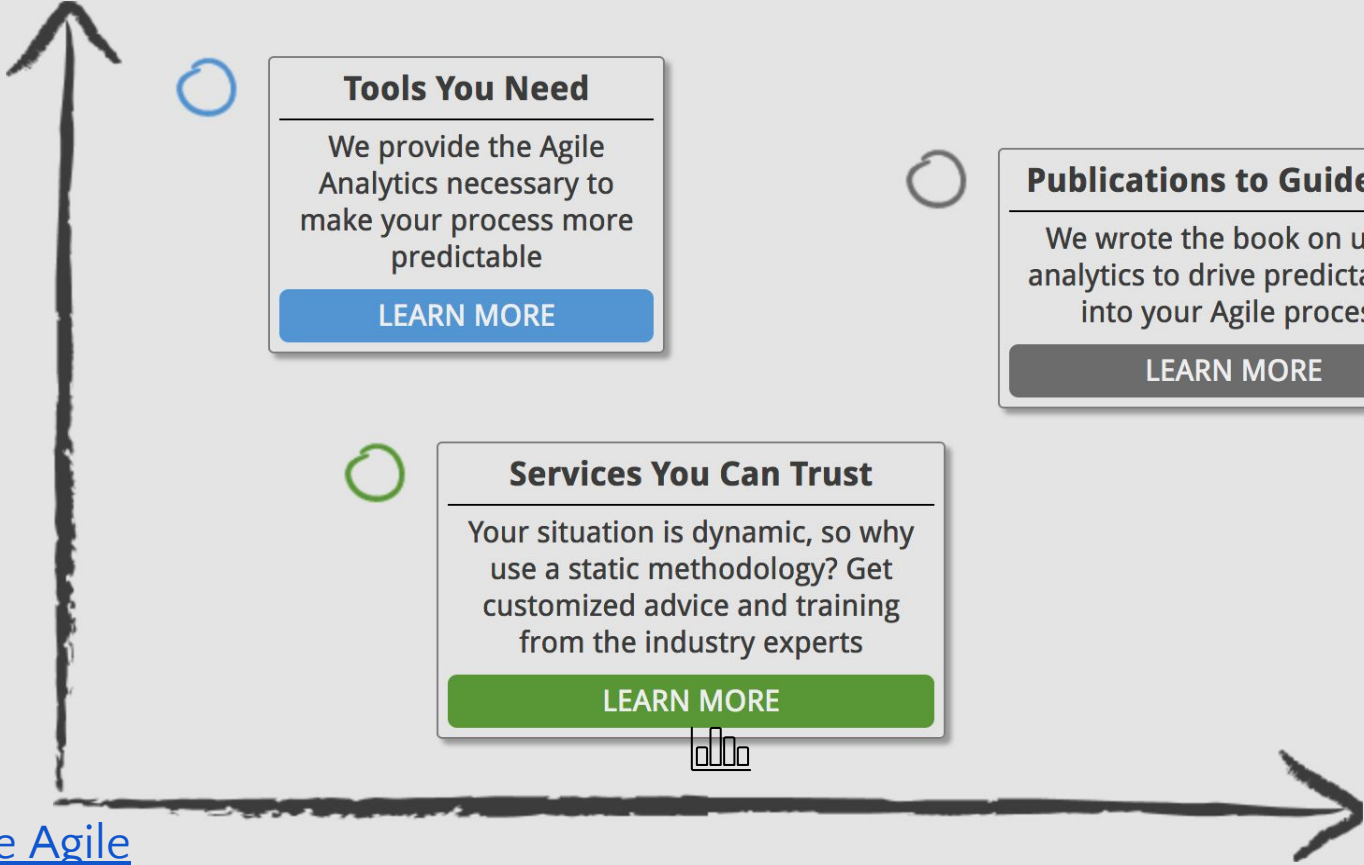 Tools You Need
We provide the Agile
Analytics necessary to
make your process more
predictable
LEARN MORE
Publications to Guide
We wrote the book on
analytics to drive
into your Agile
LEARN MORE
Services You Can Trust
Your situation is dynamic, so why
use a static methodology? Get
customized advice and training
from the industry experts
LEARN MORE
Agile